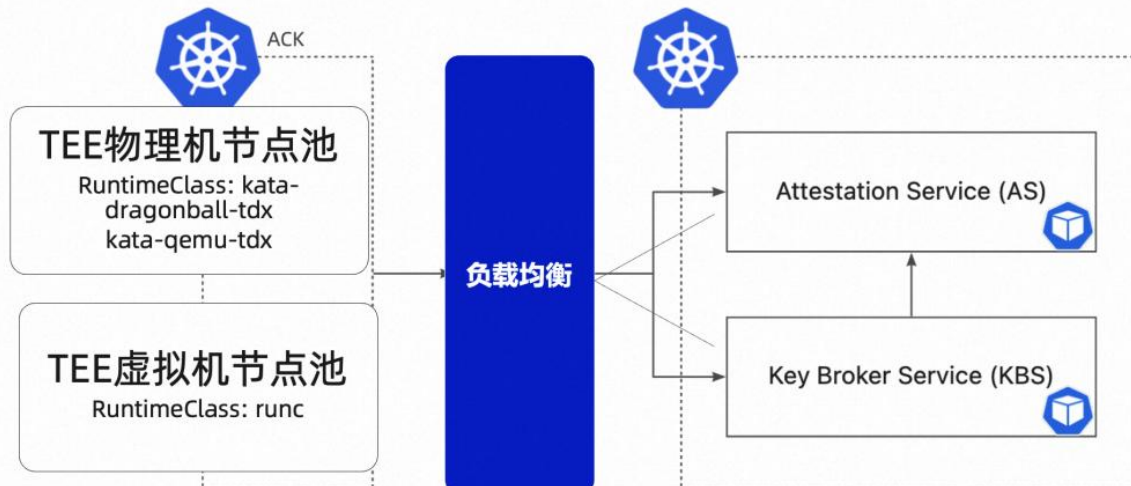 ACK
TEE物理机节点池
RuntimeClass: kata-
dragonball-tdx
kata-qemu-tdx
TEE虚拟机节点池
RuntimeClass: runc
负载均衡
Attestation Service (AS)
Key Broker Service (KBS)